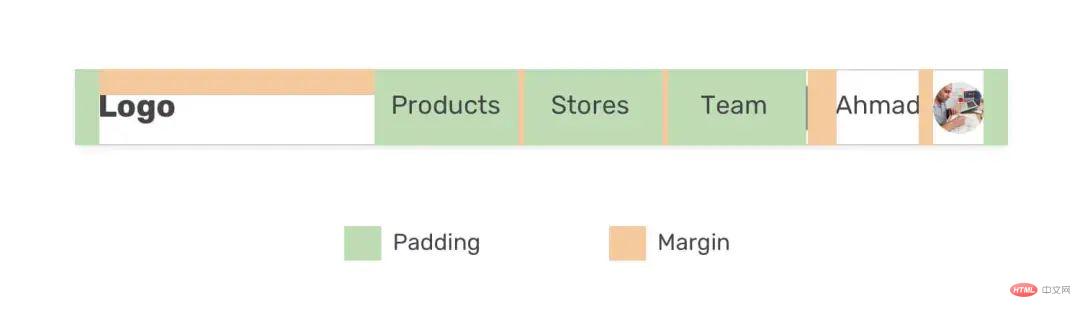 Logo
Products
Stores
Team
Ahmad
Padding
Margin
HTML 中文网